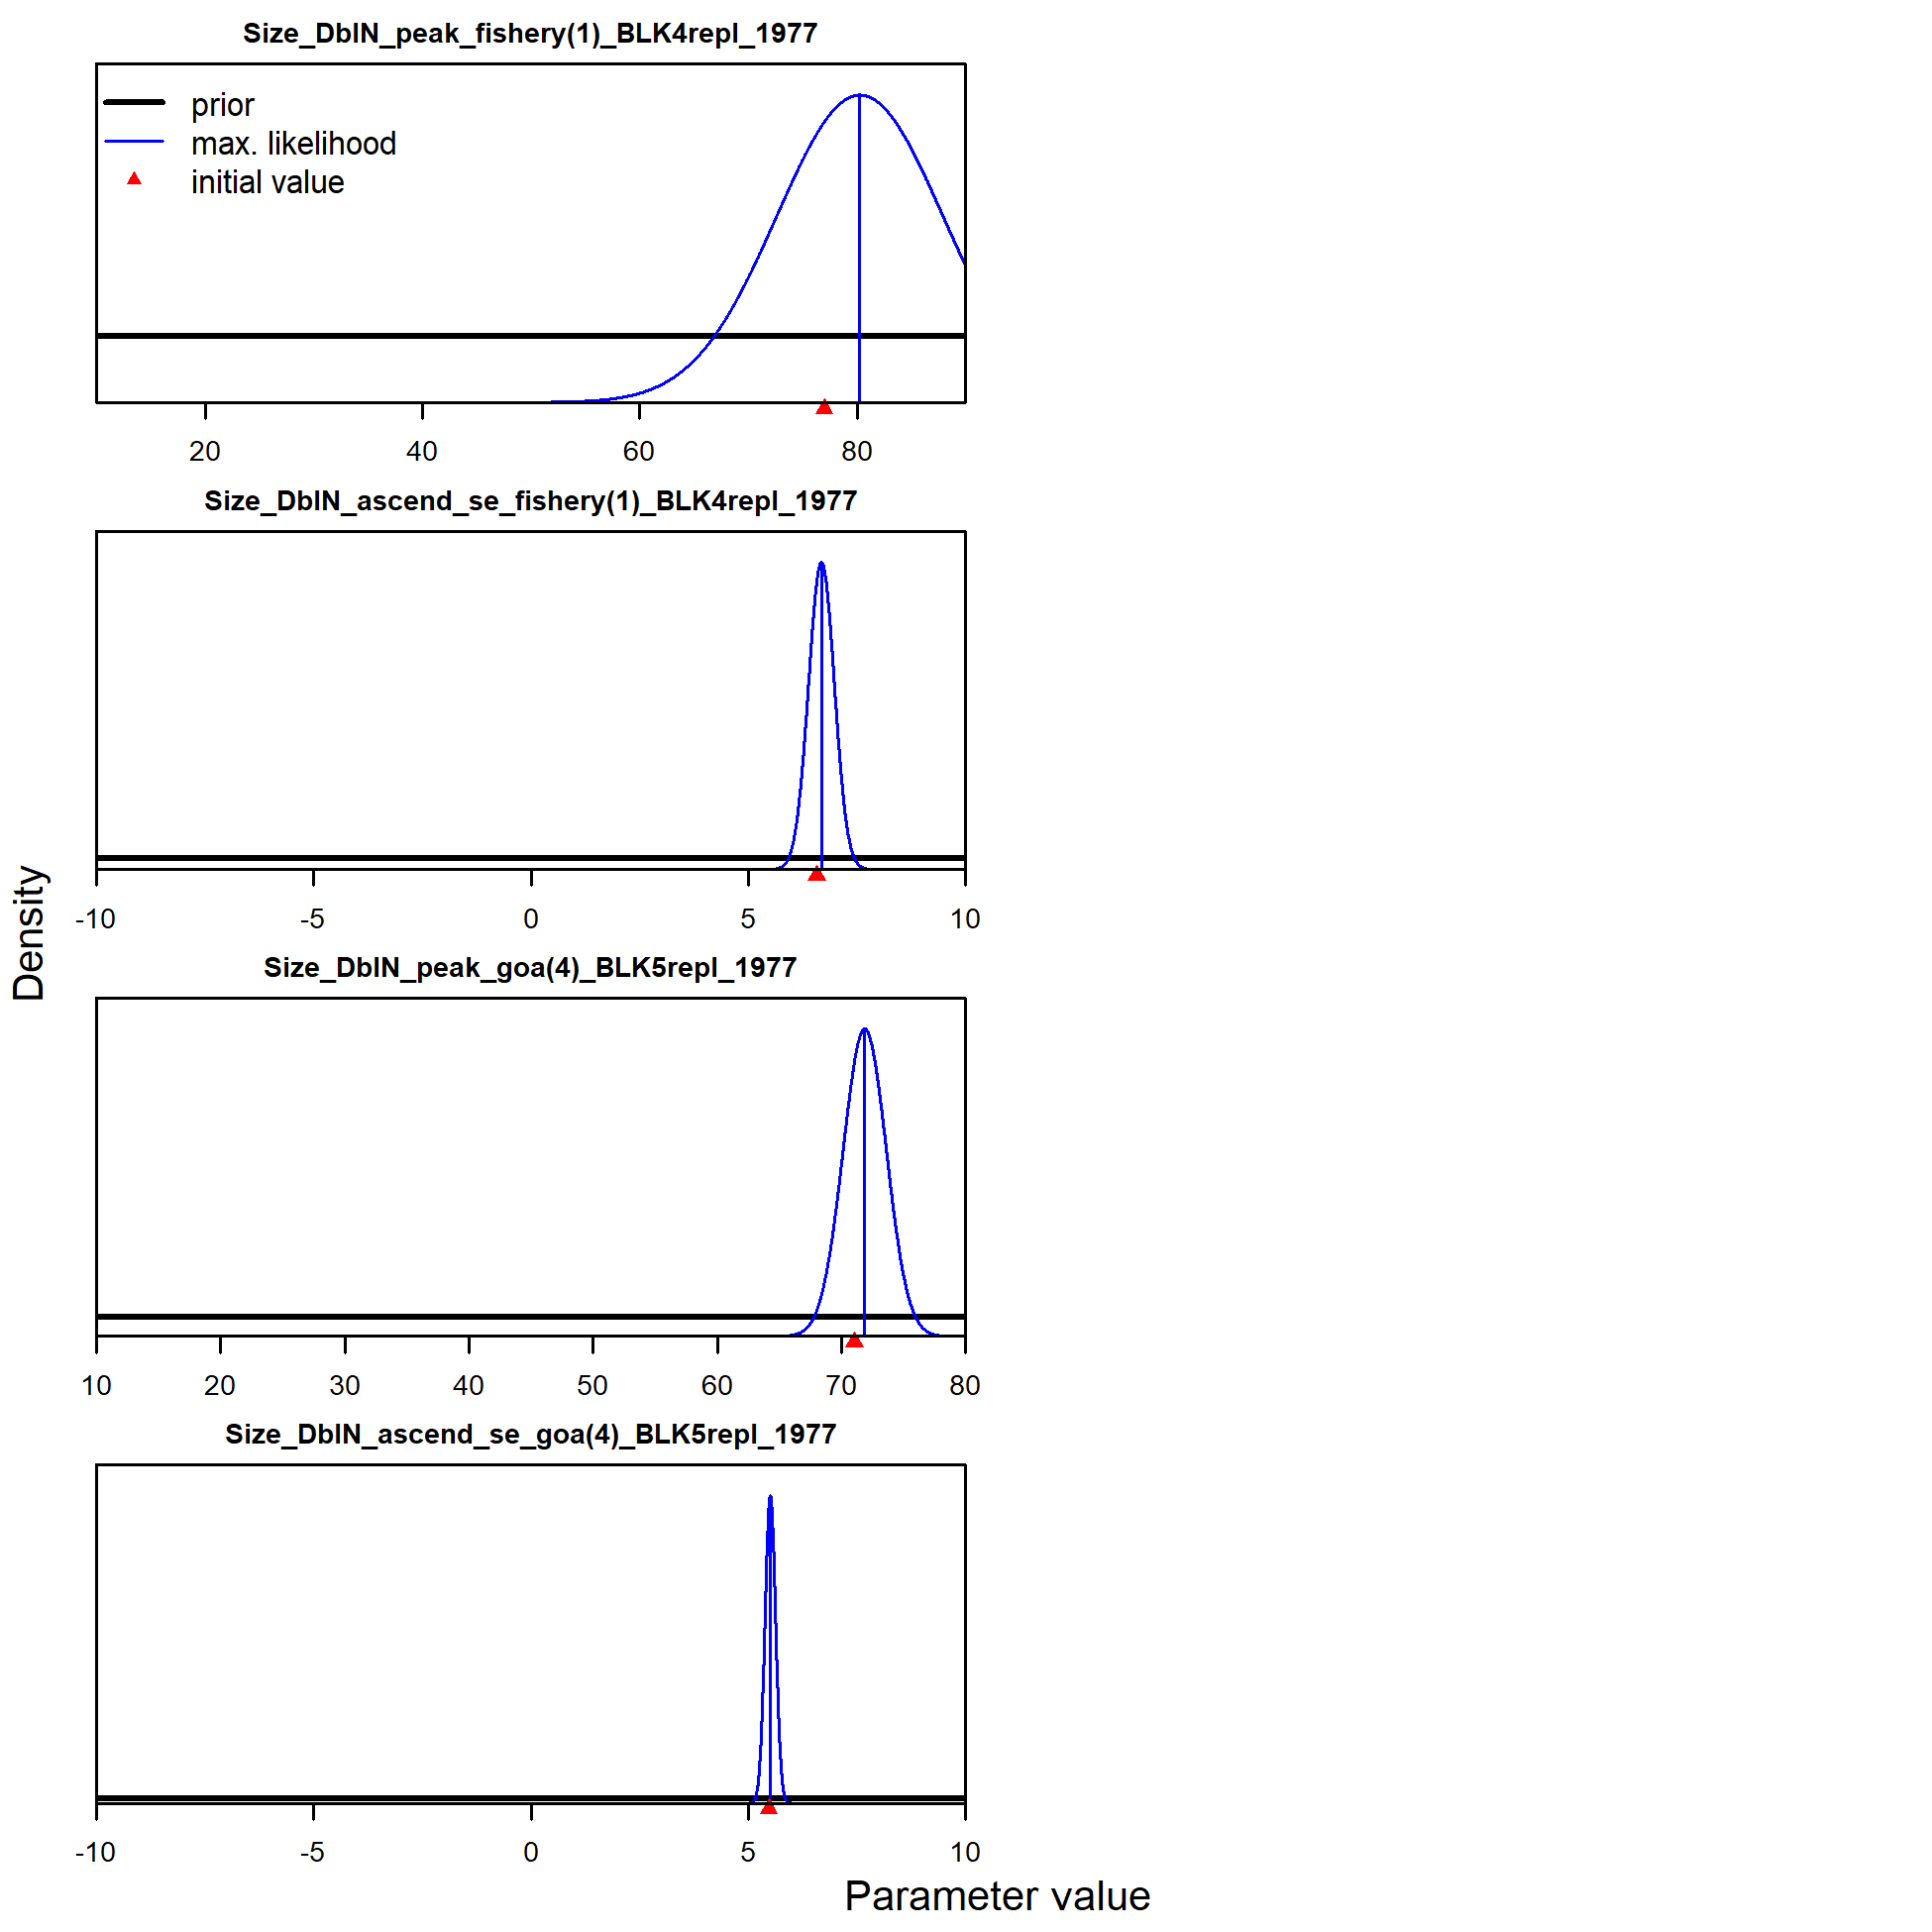 Size_DblN_peak_fishery(1)_BLK4repl_1977
prior
max. likelihood
initial value
20 40 60 80
Size_DblN_ascend_se_fishery(1)_BLK4repl_1977
-10 -5 0 5 10
Density
Size_DblN_peak_goa(4)_BLK5repl_1977
10 20 30 40 50 60 70 80
Size_DblN_ascend_se_goa(4)_BLK5repl_1977
-10 -5 0 5 10
Parameter value